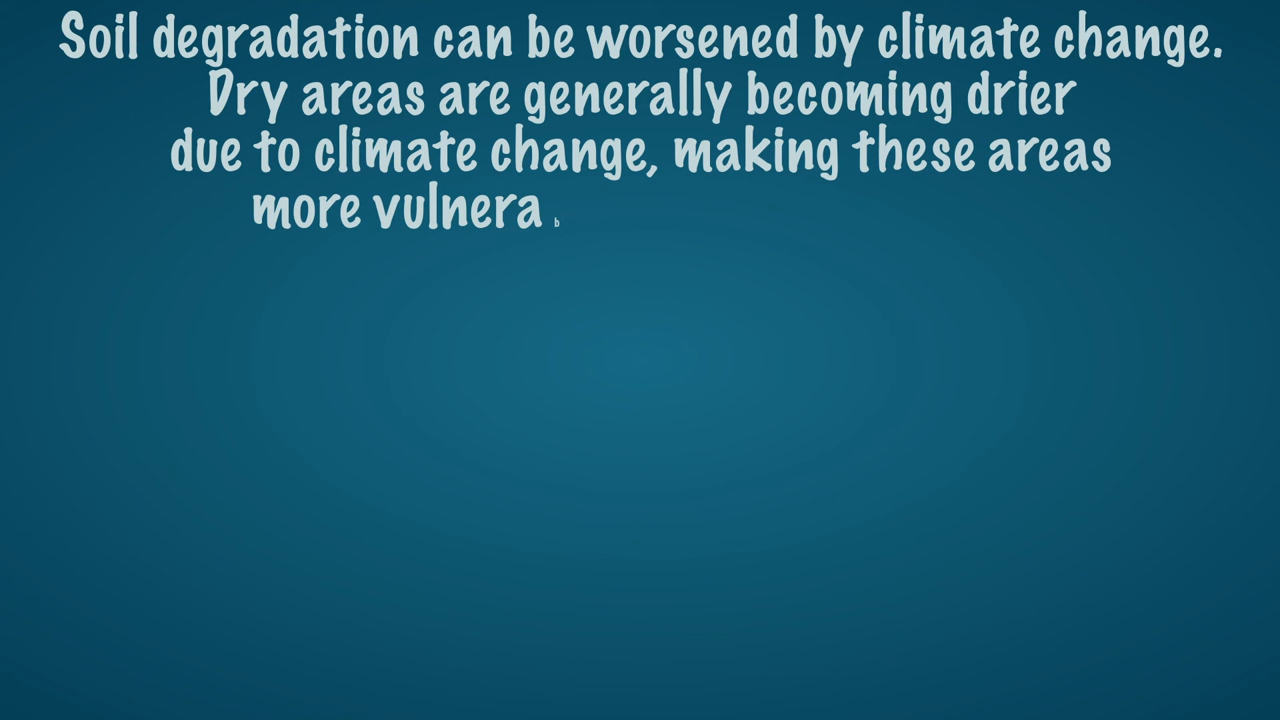 Soil degradation can be worsened by climate change.
Dry areas are generally becoming drier
due to climate change, making these areas
more vulnerab